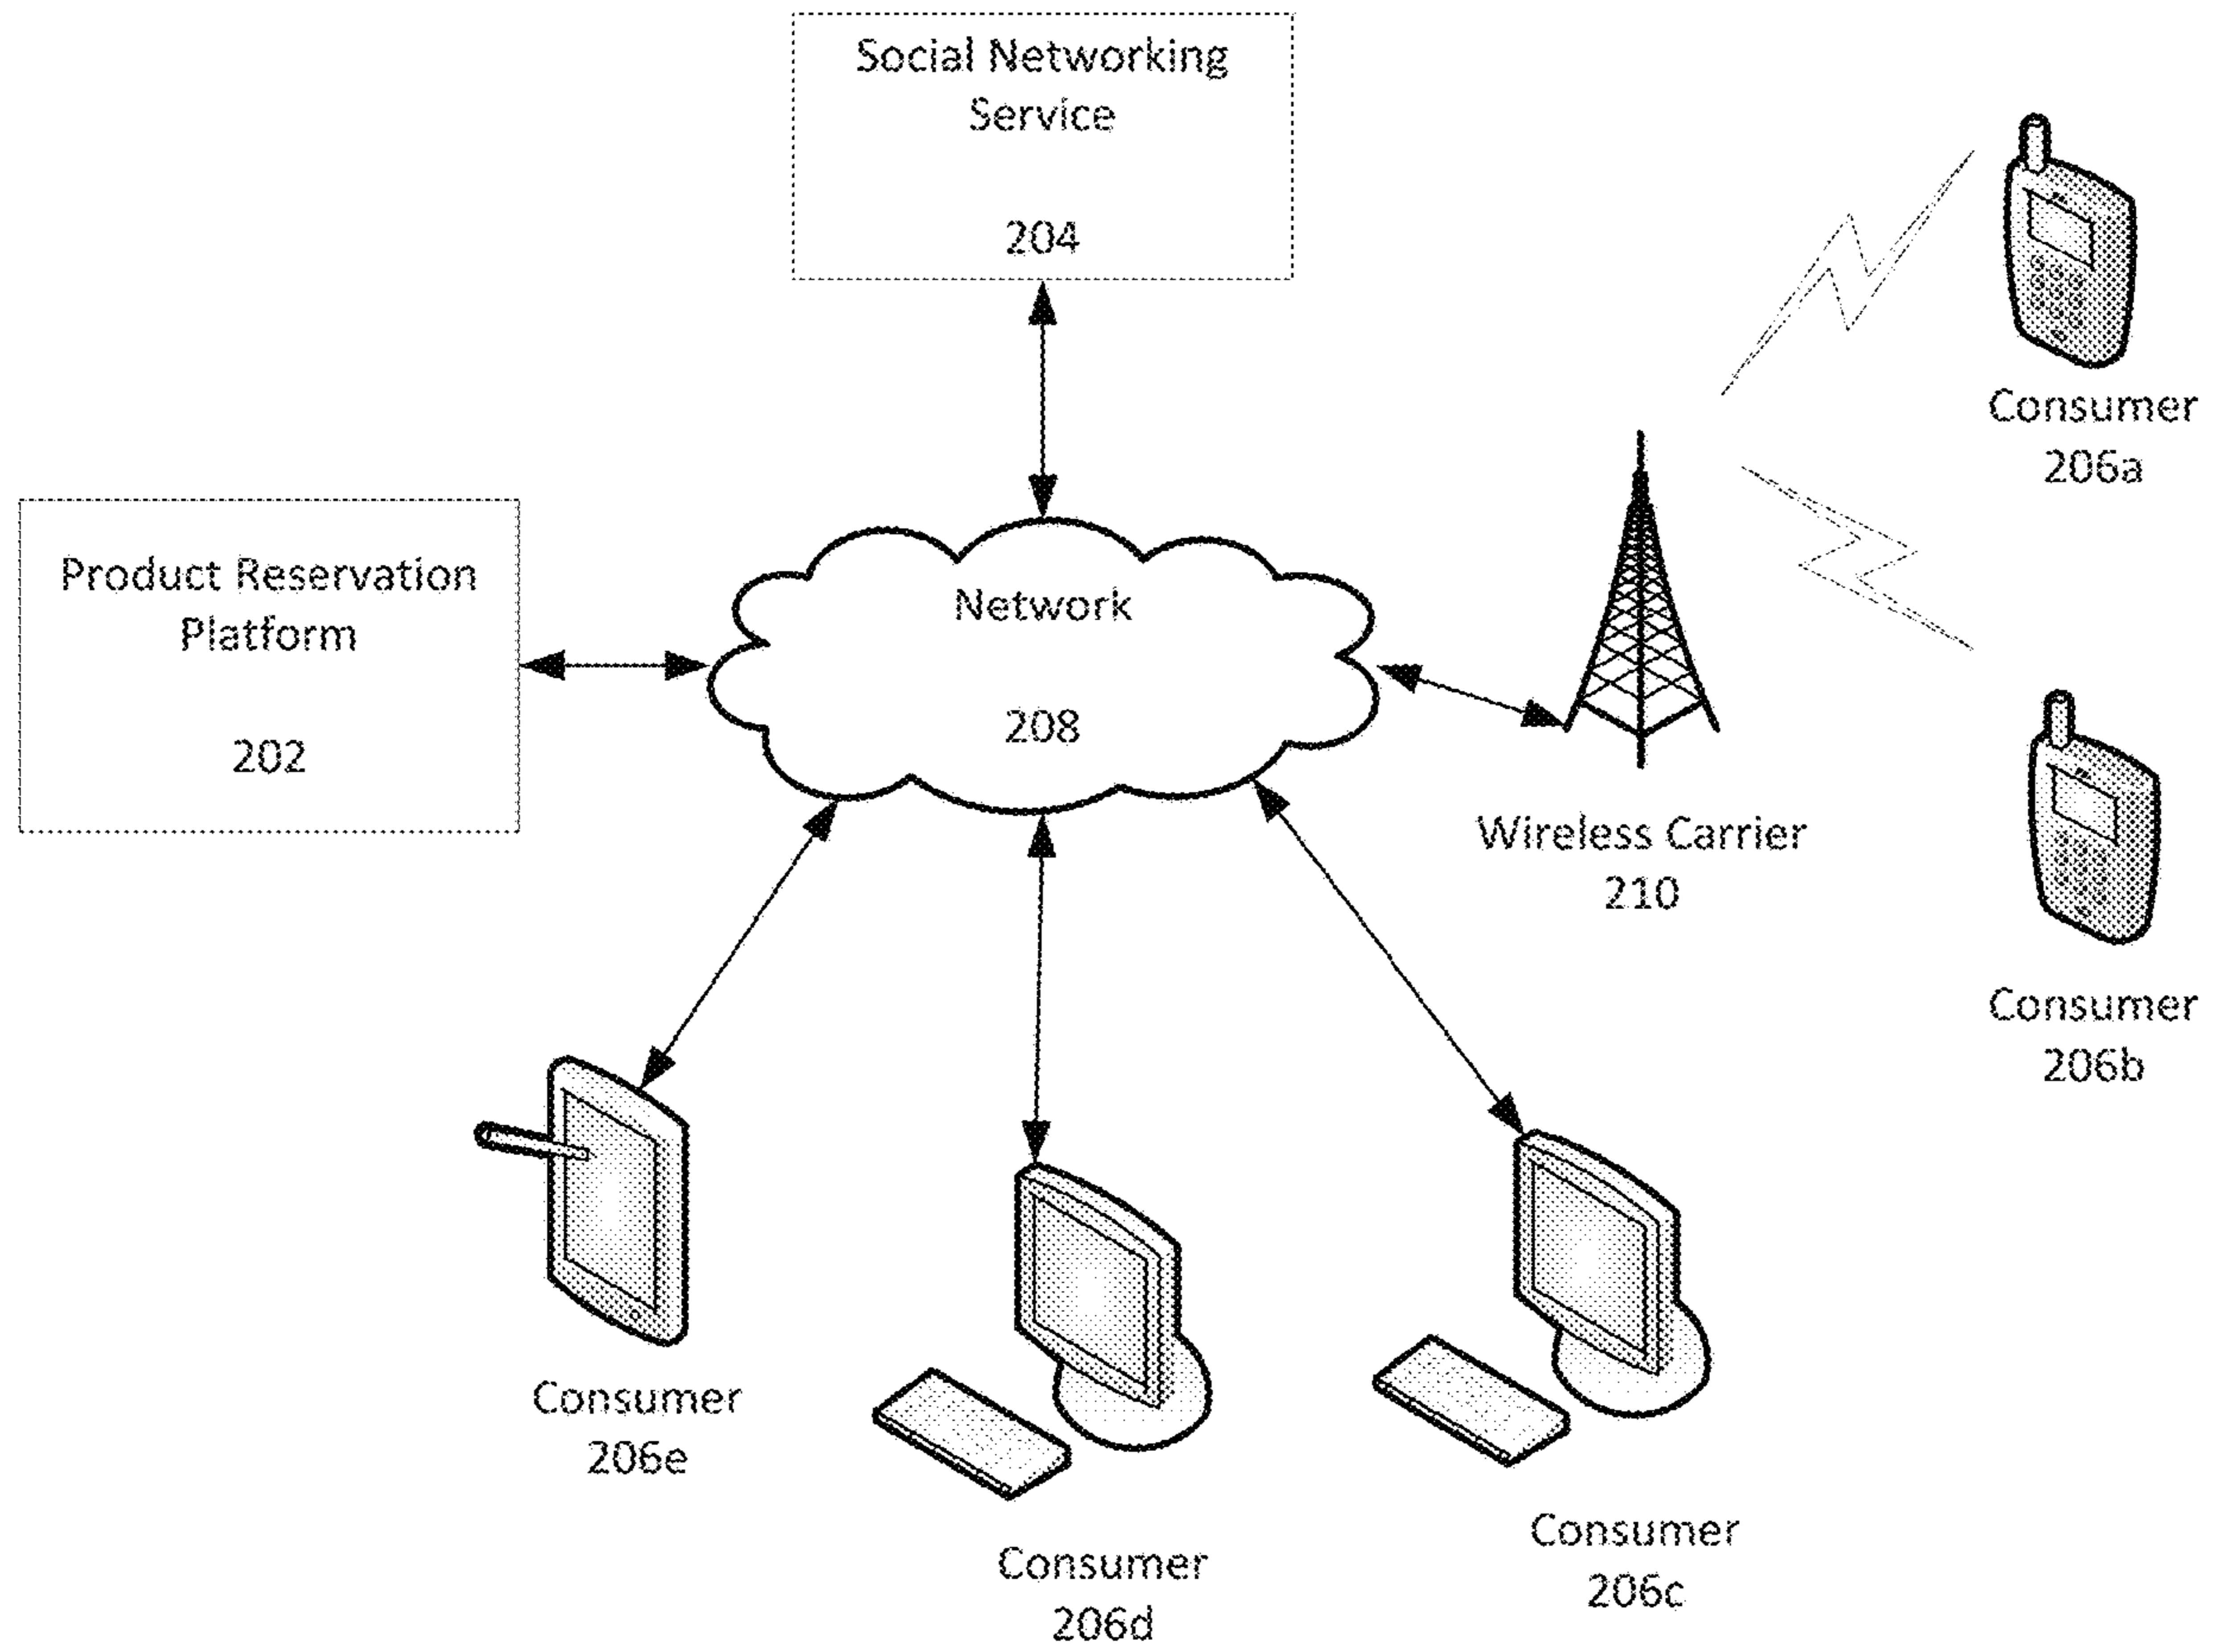 Social Networking
Service
204
Consumer
206a
Product Reservation
Platform
202
Network
208
Wireless Carrier
210
Consumer
206b
Consumer
206e
Consumer
206d
Consumer
206c